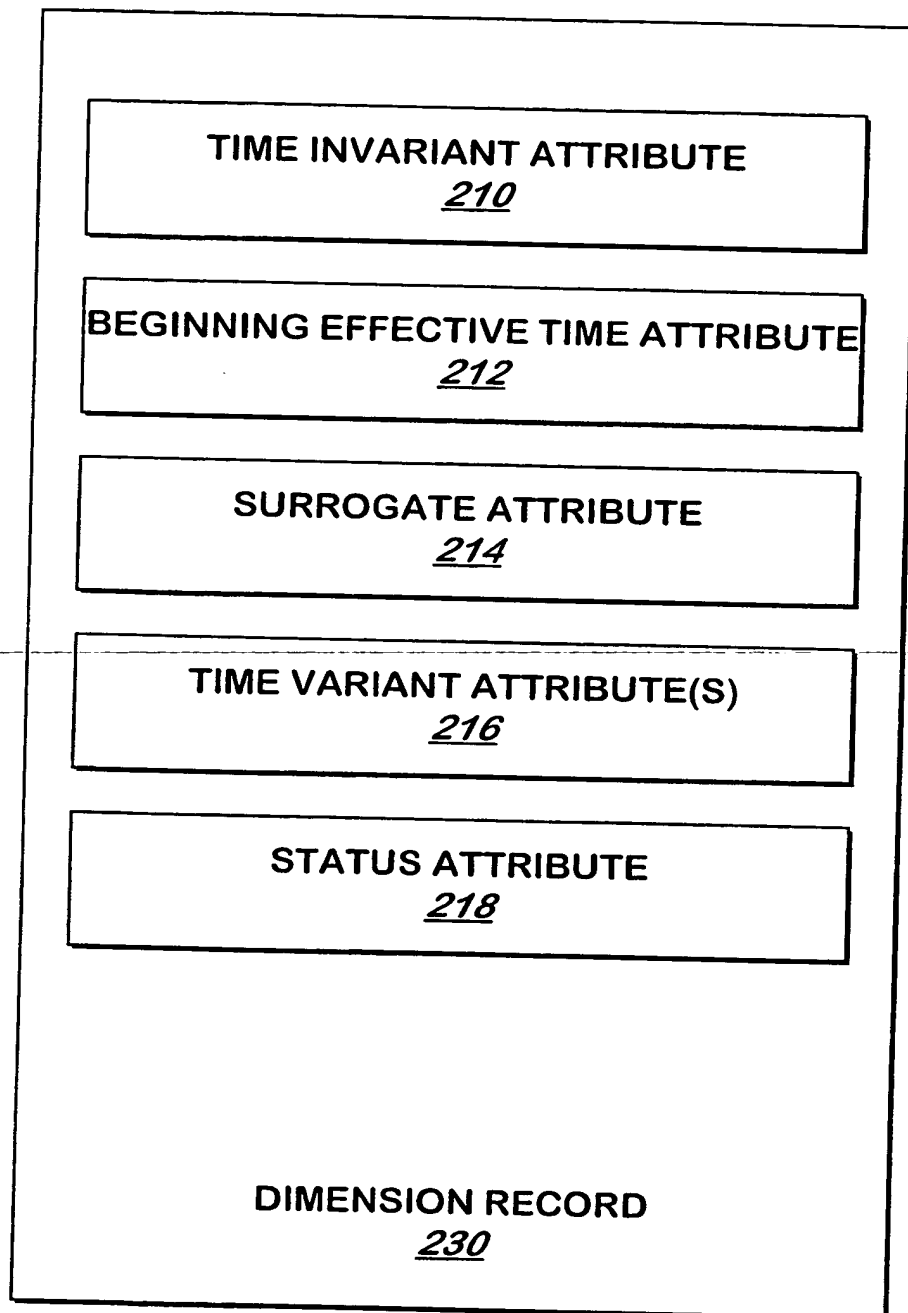 TIME INVARIANT ATTRIBUTE
210
BEGINNING EFFECTIVE TIME ATTRIBUTE
212
SURROGATE ATTRIBUTE
214
TIME VARIANT ATTRIBUTE(S)
216
STATUS ATTRIBUTE
218
DIMENSION RECORD
230